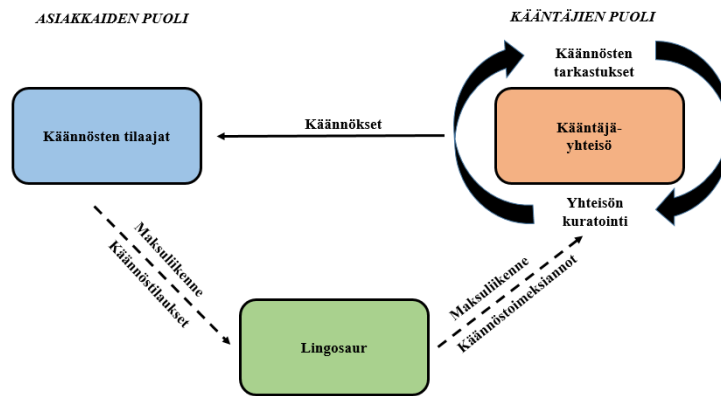 ASIAKKAIDEN PUOLI
KÄÄNTÄJIEN PUOLI
Käännösten
tarkastukset
Käännösten tilaajat
Käännökset
Kääntäjä-
yhteisö
Yhteisön
kuratointi
Maksuliikenne
Käännöstilaukset
Maksuliikenne
Käännöstoimeksiannot
Lingosaur